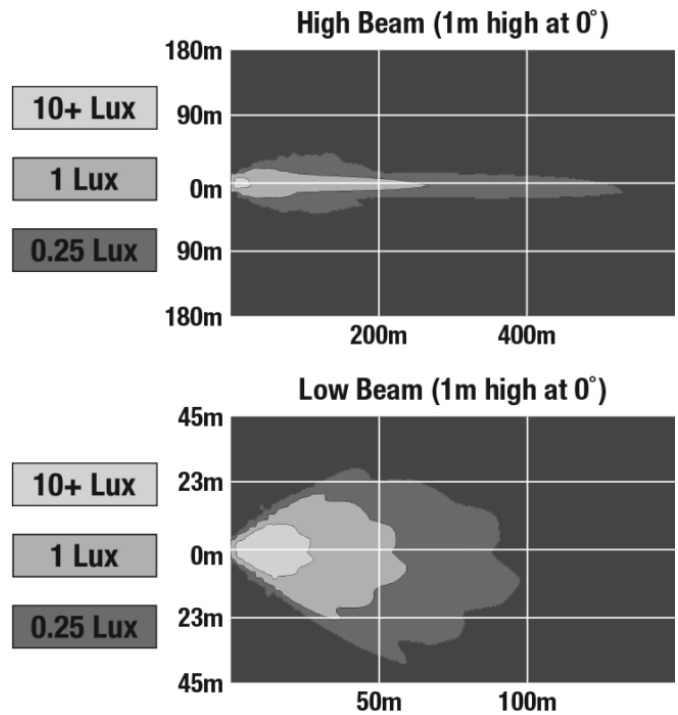 High Beam (1m high at 0°)
180m
10+ Lux
90m
1 Lux
0m
0.25 Lux
90m
180m
200m
400m
Low Beam (1m high at 0°)
45m
10+ Lux
23m
1 Lux
0m
0.25 Lux
23m
45m
50m
100m